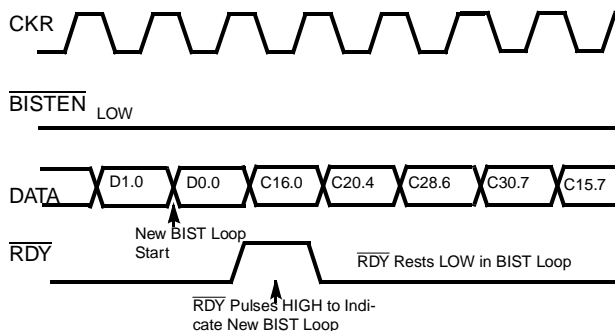 CKR
BISTEN LOW
DATA D1.0 D0.0 C16.0 C20.4 C28.6 C30.7 C15.7
New BIST Loop
Start
RDY
RDY Rests LOW in BIST Loop
RDY Pulses HIGH to Indi-
cate New BIST Loop